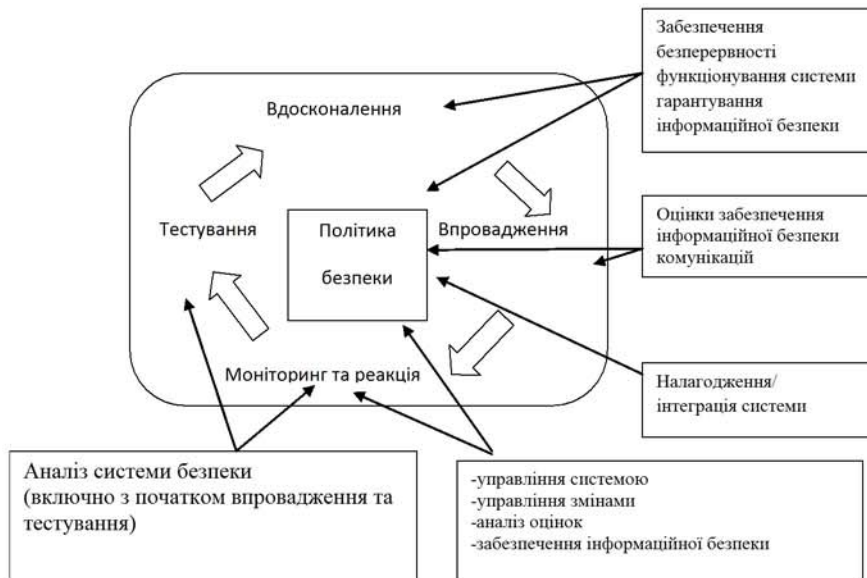 Забезпечення
безперервності
функціонування системи
гарантування
інформаційної безпеки
Вдосконалення
Тестування
Політика
безпеки
Впровадження
Оцінки забезпечення
інформаційної безпеки
комунікацій
Моніторинг та реакція
Налагодження/
інтеграція системи
Аналіз системи безпеки
(включно з початком впровадження та
тестування)
-управління системою
-управління змінами
-аналіз оцінок
-забезпечення інформаційної безпеки